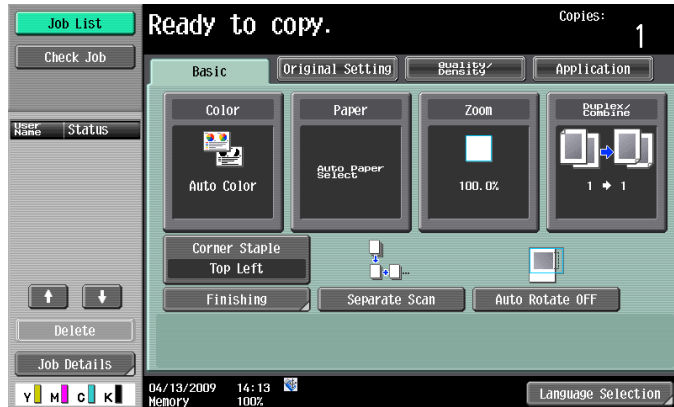 Job List
Check Job
User Name
Status
Delete
Job Details
Y M C K
Ready to copy.
Copies:
1
Basic
Original Setting
Quality/
Density
Application
Color
Auto Color
Paper
Auto Paper
Select
Zoom
100.0%
Duplex/
Combine
1 ➔ 1
Corner Staple
Top Left
Finishing
Separate Scan
Auto Rotate OFF
04/13/2009 14:13
Memory 100%
Language Selection